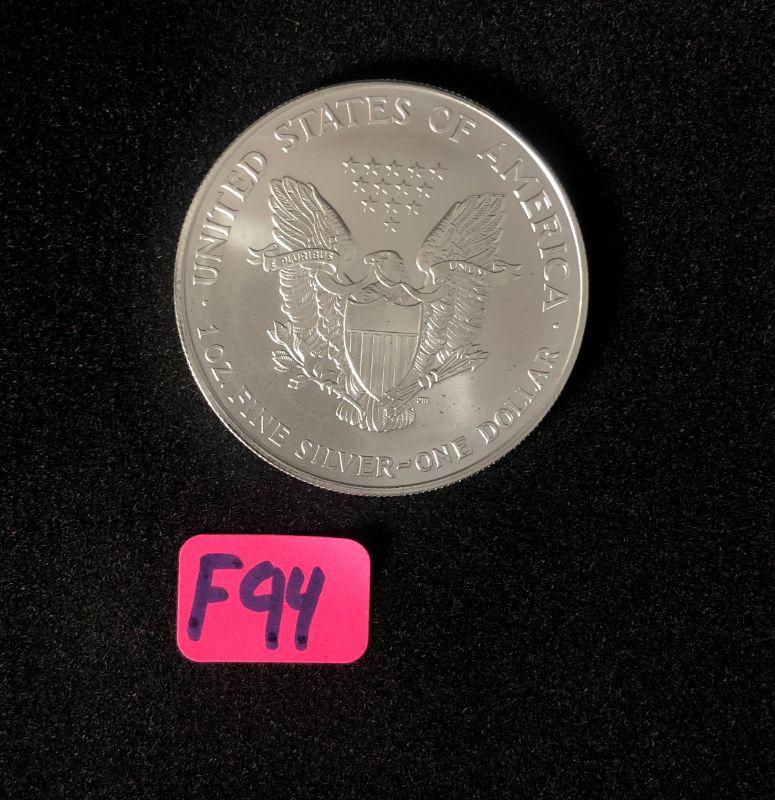 UNITED STATES OF AMERICA
E PLURIBUS UNUM
1 OZ. FINE SILVER~ONE DOLLAR
F94